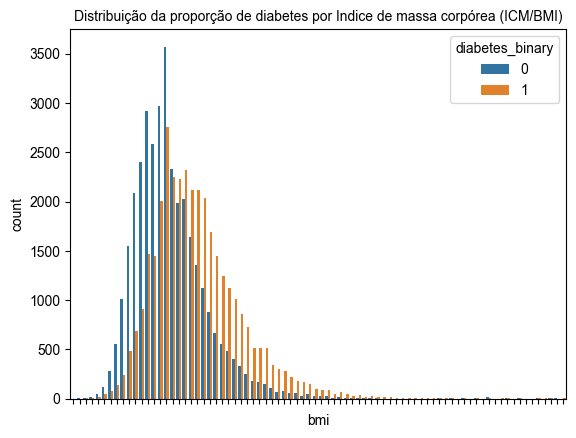 Distribuição da proporção de diabetes por Indice de massa corpórea (ICM/BMI)
diabetes_binary
0
1
3500
3000
2500
2000
1500
1000
500
0
count
bmi